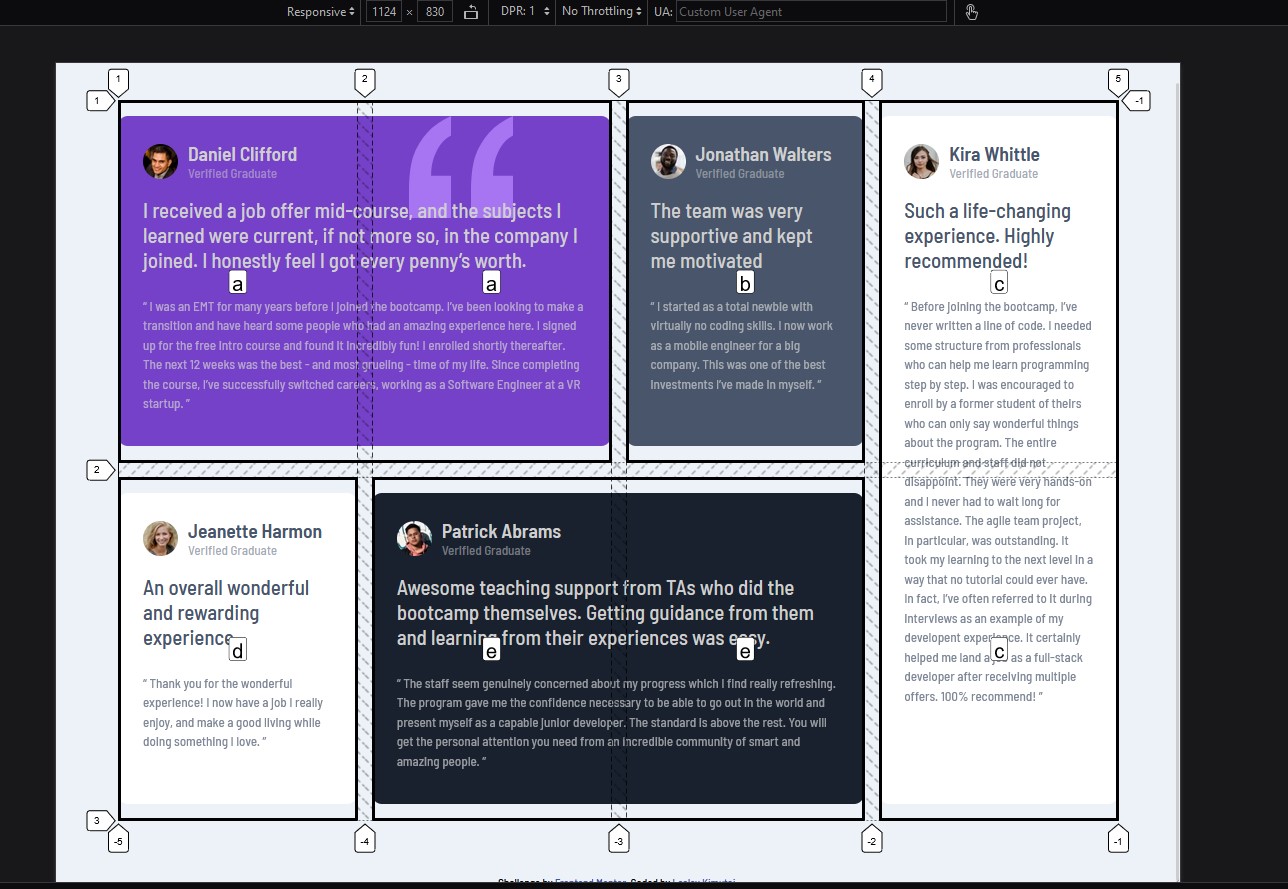 Responsive 1124 × 830 DPR: 1 No Throttling UA: Custom User Agent
1 2 3 4 5
1 -1
Daniel Clifford
Verified Graduate
I received a job offer mid-course, and the subjects I
learned were current, if not more so, in the company I
joined. I honestly feel I got every penny’s worth.
a a
“ I was an EMT for many years before I joined the bootcamp. I’ve been looking to make a
transition and have heard some people who had an amazing experience here. I signed
up for the free intro course and found it incredibly fun! I enrolled shortly thereafter.
The next 12 weeks was the best - and most grueling - time of my life. Since completing
the course, I’ve successfully switched careers, working as a Software Engineer at a VR
startup. ”
Jonathan Walters
Verified Graduate
The team was very
supportive and kept
me motivated
b
“ I started as a total newbie with
virtually no coding skills. I now work
as a mobile engineer for a big
company. This was one of the best
investments I’ve made in myself. ”
Kira Whittle
Verified Graduate
Such a life-changing
experience. Highly
recommended!
c
“ Before joining the bootcamp, I’ve
never written a line of code. I needed
some structure from professionals
who can help me learn programming
step by step. I was encouraged to
enroll by a former student of theirs
who can only say wonderful things
about the program. The entire
curriculum and staff did not
disappoint. They were very hands-on
and I never had to wait long for
assistance. The agile team project,
in particular, was outstanding. It
took my learning to the next level in a
way that no tutorial could ever have.
In fact, I’ve often referred to it during
interviews as an example of my
developent experience. It certainly
helped me land a job as a full-stack
developer after receiving multiple
offers. 100% recommend! ”
c
2
Jeanette Harmon
Verified Graduate
An overall wonderful
and rewarding
experience
d
“ Thank you for the wonderful
experience! I now have a job I really
enjoy, and make a good living while
doing something I love. ”
Patrick Abrams
Verified Graduate
Awesome teaching support from TAs who did the
bootcamp themselves. Getting guidance from them
and learning from their experiences was easy.
e e
“ The staff seem genuinely concerned about my progress which I find really refreshing.
The program gave me the confidence necessary to be able to go out in the world and
present myself as a capable junior developer. The standard is above the rest. You will
get the personal attention you need from an incredible community of smart and
amazing people. ”
3
-5 -4 -3 -2 -1
Challenge by Frontend Mentor. Coded by